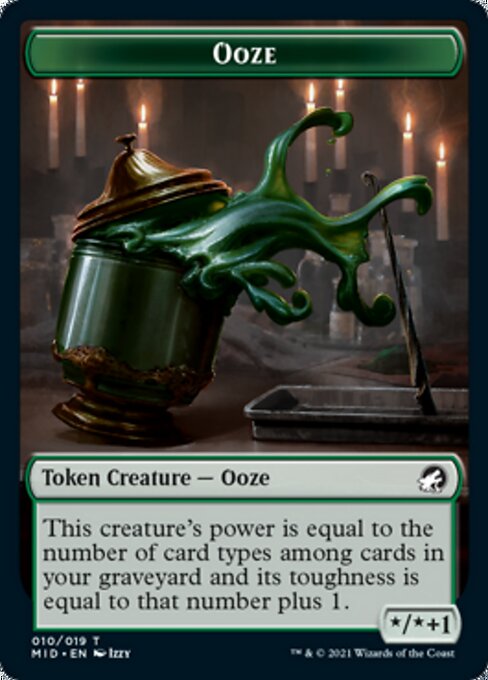 Ooze
Token Creature — Ooze
This creature's power is equal to the
number of card types among cards in
your graveyard and its toughness is
equal to that number plus 1.
*/*+1
010/019 T
MID • EN Izzy
™ & © 2021 Wizards of the Coast